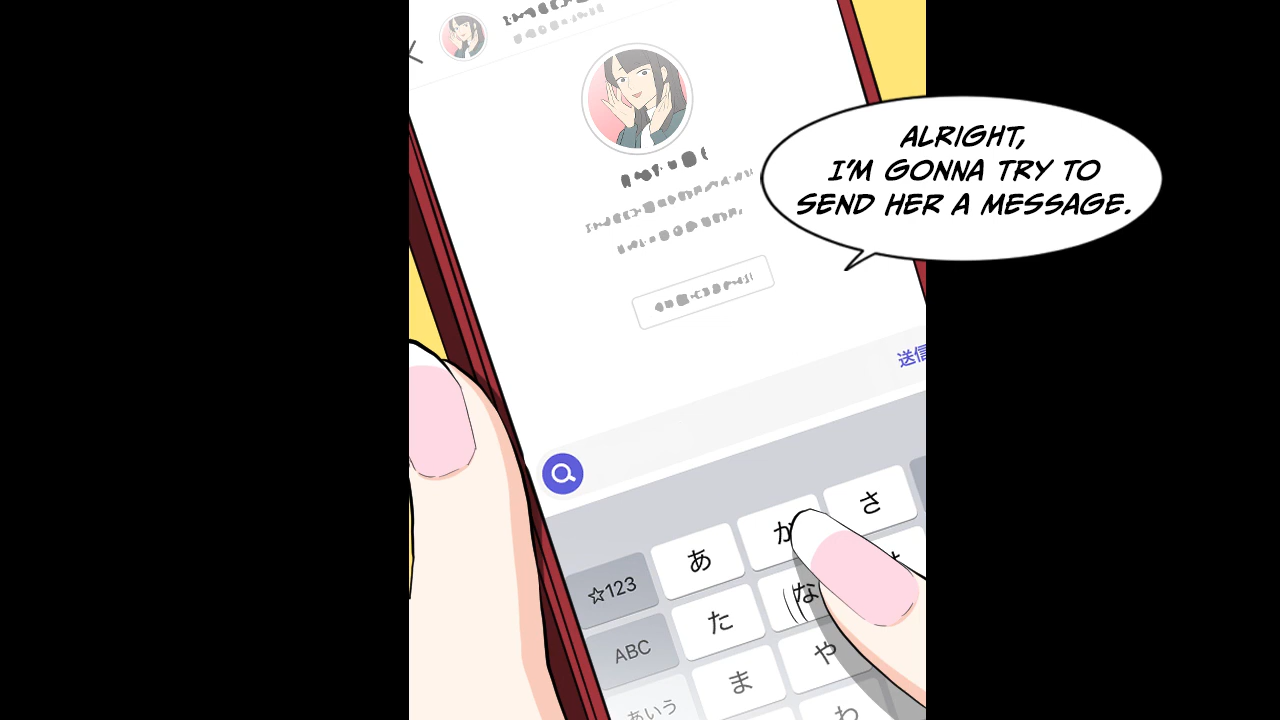 ALRIGHT,
I'M GONNA TRY TO
SEND HER A MESSAGE.
送信
さ
か
あ
☆123
な
た
ABC
や
ま
あいう
わ